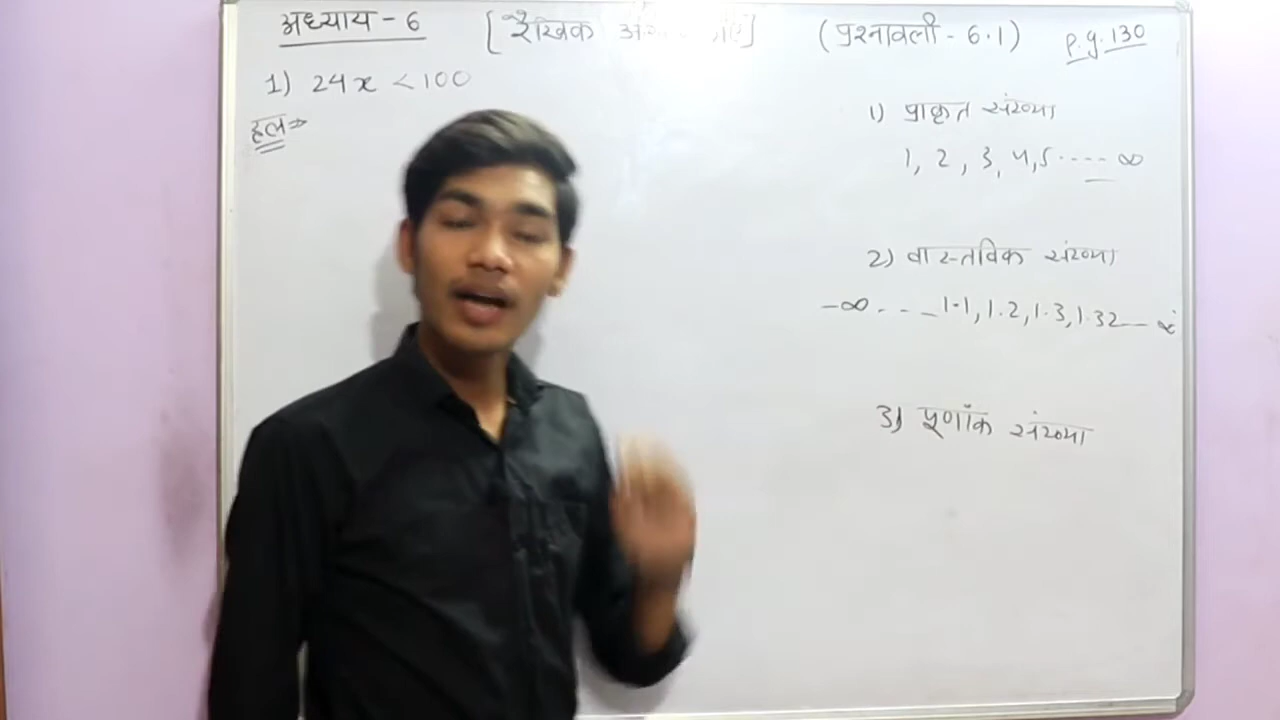 अध्याय - 6 [रैखिक (प्रश्नावली - 6.1) P.g. 130
1) 24x < 100
हल⇒
1) प्राकृत संख्या
1, 2, 3, 4, 5 ..... ∞
2) वास्तविक संख्या
-∞ . - - _ 1.1, 1.2, 1.3, 1.32 — ∞
3) पूर्णांक संख्या